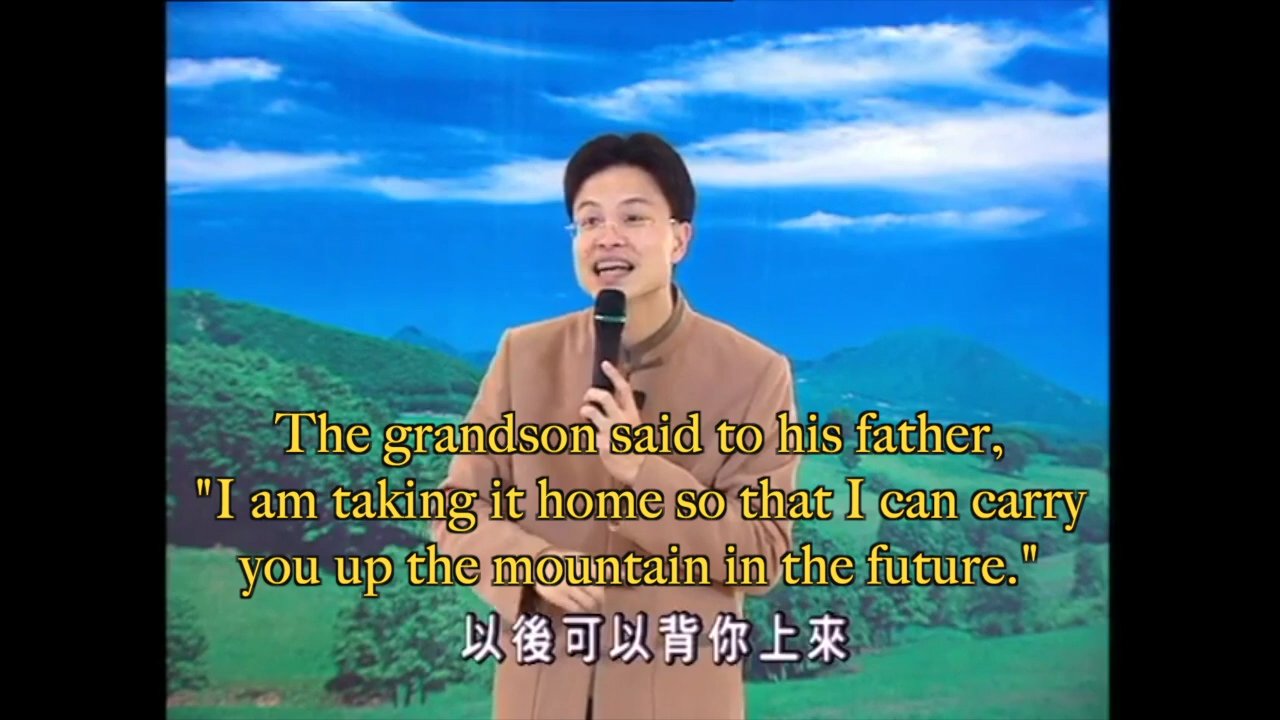 The grandson said to his father,
"I am taking it home so that I can carry
you up the mountain in the future."
以後可以背你上來